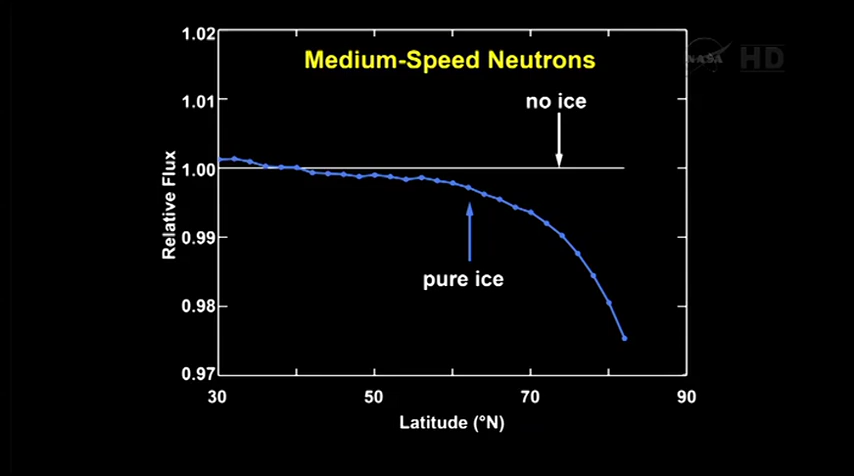 Medium-Speed Neutrons
NASA HD
1.02
1.01
1.00
0.99
0.98
0.97
Relative Flux
no ice
pure ice
30 50 70 90
Latitude (°N)